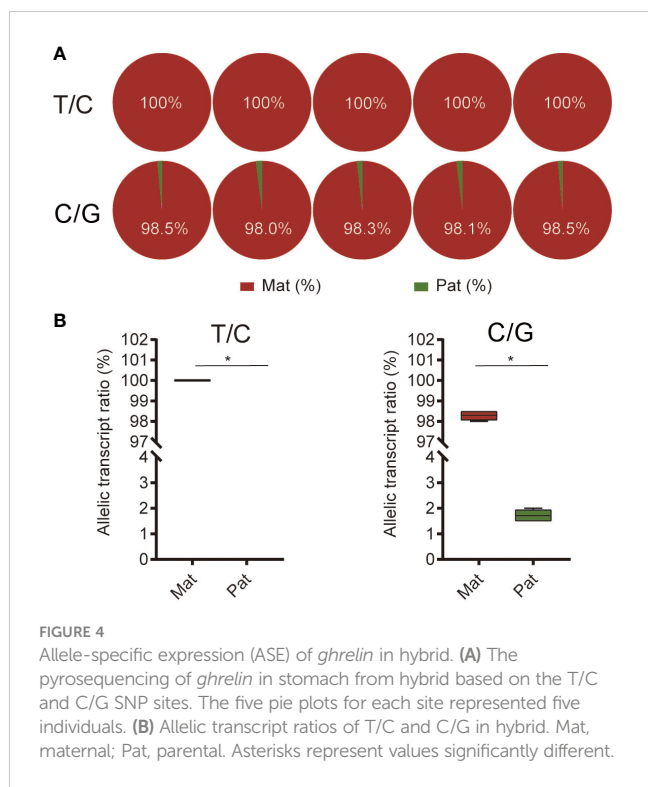 A
T/C
100% 100% 100% 100% 100%
C/G
98.5% 98.0% 98.3% 98.1% 98.5%
Mat (%) Pat (%)
B
T/C
Allelic transcript ratio (%)
102
101
100
99
98
97
4
3
2
1
0
*
Mat Pat
C/G
Allelic transcript ratio (%)
102
101
100
99
98
97
4
3
2
1
0
*
Mat Pat
FIGURE 4
Allele-specific expression (ASE) of ghrelin in hybrid. (A) The
pyrosequencing of ghrelin in stomach from hybrid based on the T/C
and C/G SNP sites. The five pie plots for each site represented five
individuals. (B) Allelic transcript ratios of T/C and C/G in hybrid. Mat,
maternal; Pat, parental. Asterisks represent values significantly different.